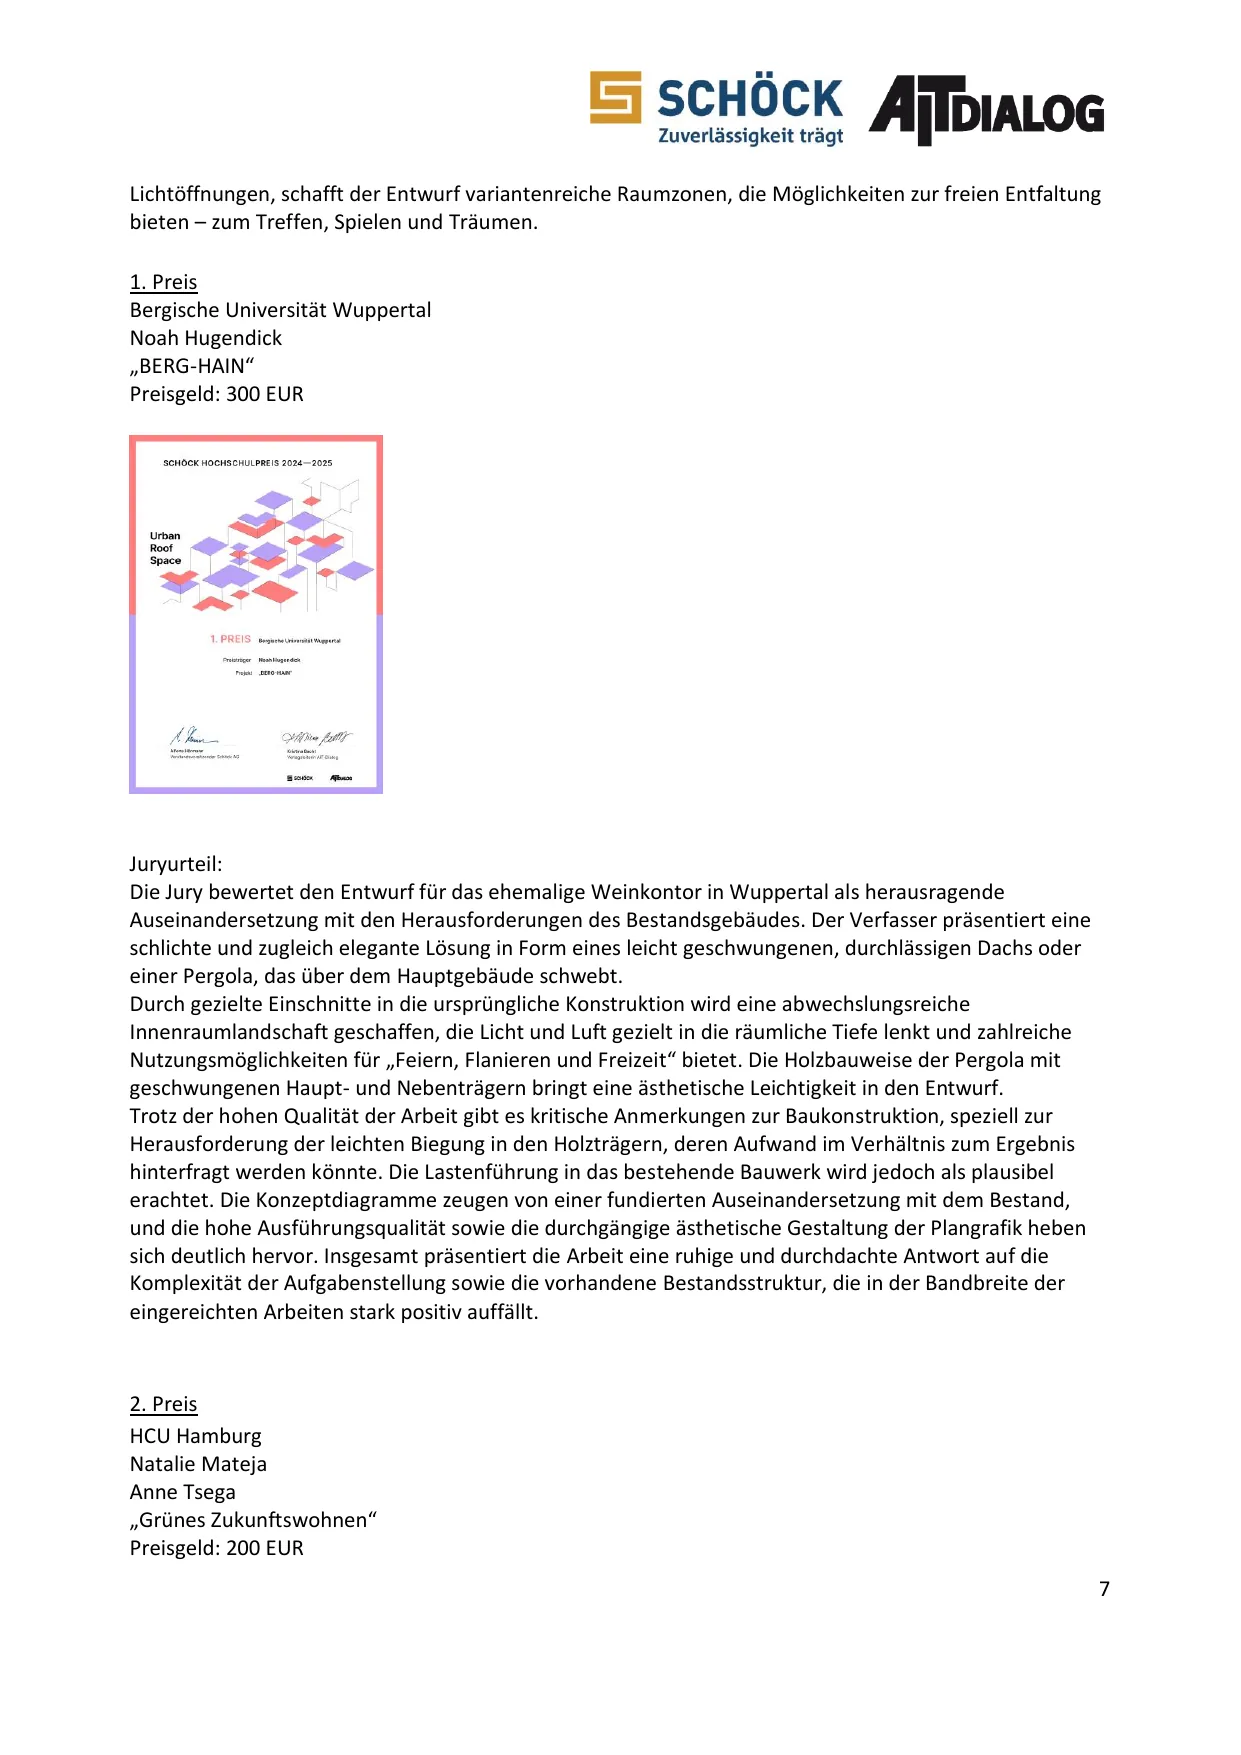 SCHÖCK
Zuverlässigkeit trägt
AITDIALOG
Lichtöffnungen, schafft der Entwurf variantenreiche Raumzonen, die Möglichkeiten zur freien Entfaltung
bieten – zum Treffen, Spielen und Träumen.
1. Preis
Bergische Universität Wuppertal
Noah Hugendick
„BERG-HAIN“
Preisgeld: 300 EUR
SCHÖCK HOCHSCHULPREIS 2024—2025
Urban
Roof
Space
1. PREIS Bergische Universität Wuppertal
Preisträger Noah Hugendick
Projekt „BERG-HAIN“
Vorstandsvorsitzender Schöck AG
Kristina Bacht
Verlagsleiterin AIT-Dialog
SCHÖCK AITDIALOG
Juryurteil:
Die Jury bewertet den Entwurf für das ehemalige Weinkontor in Wuppertal als herausragende
Auseinandersetzung mit den Herausforderungen des Bestandsgebäudes. Der Verfasser präsentiert eine
schlichte und zugleich elegante Lösung in Form eines leicht geschwungenen, durchlässigen Dachs oder
einer Pergola, das über dem Hauptgebäude schwebt.
Durch gezielte Einschnitte in die ursprüngliche Konstruktion wird eine abwechslungsreiche
Innenraumlandschaft geschaffen, die Licht und Luft gezielt in die räumliche Tiefe lenkt und zahlreiche
Nutzungsmöglichkeiten für „Feiern, Flanieren und Freizeit“ bietet. Die Holzbauweise der Pergola mit
geschwungenen Haupt- und Nebenträgern bringt eine ästhetische Leichtigkeit in den Entwurf.
Trotz der hohen Qualität der Arbeit gibt es kritische Anmerkungen zur Baukonstruktion, speziell zur
Herausforderung der leichten Biegung in den Holzträgern, deren Aufwand im Verhältnis zum Ergebnis
hinterfragt werden könnte. Die Lastenführung in das bestehende Bauwerk wird jedoch als plausibel
erachtet. Die Konzeptdiagramme zeugen von einer fundierten Auseinandersetzung mit dem Bestand,
und die hohe Ausführungsqualität sowie die durchgängige ästhetische Gestaltung der Plangrafik heben
sich deutlich hervor. Insgesamt präsentiert die Arbeit eine ruhige und durchdachte Antwort auf die
Komplexität der Aufgabenstellung sowie die vorhandene Bestandsstruktur, die in der Bandbreite der
eingereichten Arbeiten stark positiv auffällt.
2. Preis
HCU Hamburg
Natalie Mateja
Anne Tsega
„Grünes Zukunftswohnen“
Preisgeld: 200 EUR
7